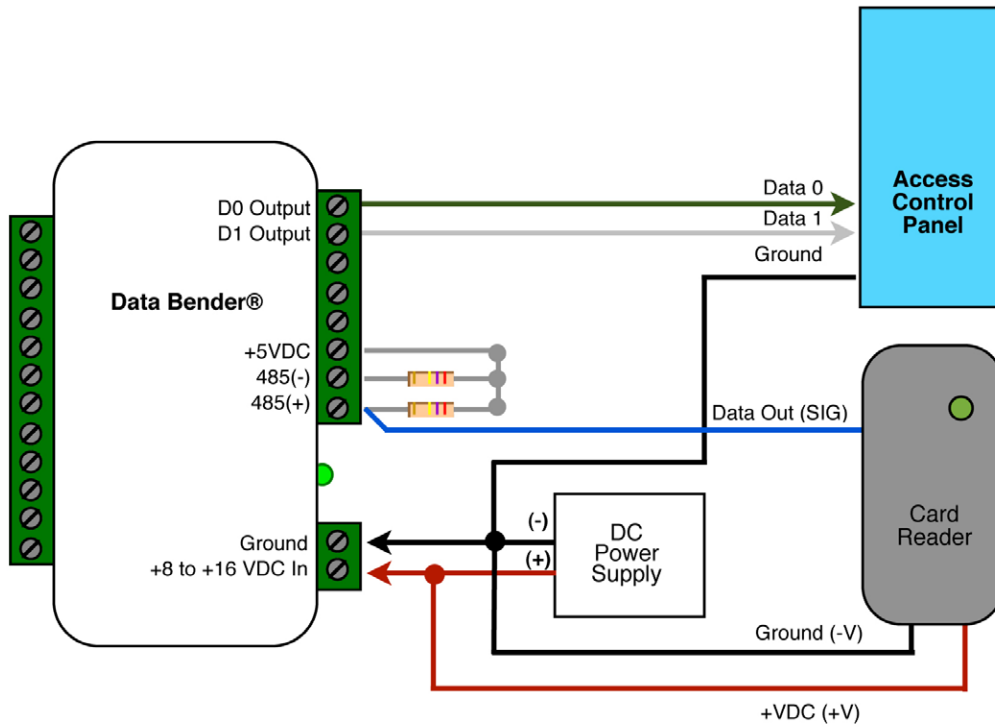 Data 0
Access
Control
Panel
D0 Output
Data 1
D1 Output
Ground
Data Bender®
+5VDC
485(-)
485(+)
Data Out (SIG)
(-)
DC
Power
Supply
Card
Reader
Ground
(+)
+8 to +16 VDC In
Ground (-V)
+VDC (+V)